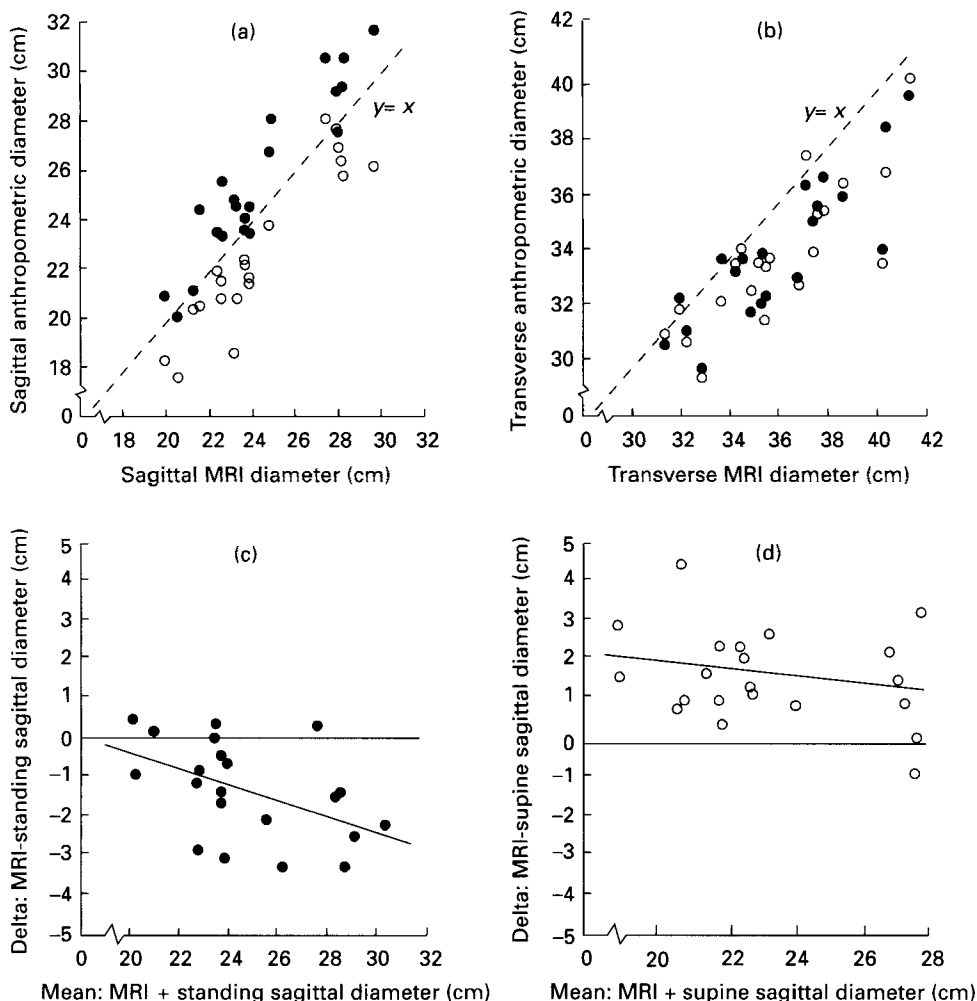 (a)
Sagittal anthropometric diameter (cm)
32
30
28
26
24
22
20
18
0
y= x
0 18 20 22 24 26 28 30 32
Sagittal MRI diameter (cm)
(b)
Transverse anthropometric diameter (cm)
42
40
38
36
34
32
30
0
y= x
0 30 32 34 36 38 40 42
Transverse MRI diameter (cm)
(c)
Delta: MRI-standing sagittal diameter (cm)
5
4
3
2
1
0
–1
–2
–3
–4
–5
20 22 24 26 28 30 32
Mean: MRI + standing sagittal diameter (cm)
(d)
Delta: MRI-supine sagittal diameter (cm)
5
4
3
2
1
0
–1
–2
–3
–4
–5
20 22 24 26 28
Mean: MRI + supine sagittal diameter (cm)